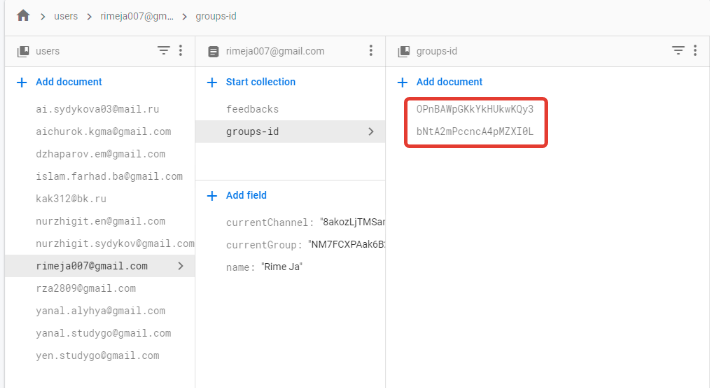 users
rimeja007@gm...
groups-id
users
rimeja007@gmail.com
groups-id
Add document
ai.sydykova03@mail.ru
aichurok.kgma@gmail.com
dzhaparov.em@gmail.com
islam.farhad.ba@gmail.com
kak312@bk.ru
nurzhigit.en@gmail.com
nurzhigit.sydykov@gmail.com
rimeja007@gmail.com
rza2809@gmail.com
yanal.alyhya@gmail.com
yanal.studygo@gmail.com
yen.studygo@gmail.com
Start collection
feedbacks
groups-id
Add field
currentChannel: "8akozLjTMSar
currentGroup: "NM7FCXPAak6B
name: "Rime Ja"
Add document
OPnBAWpGKkYkHUkwKQy3
bNtA2mPccncA4pMZXI0L